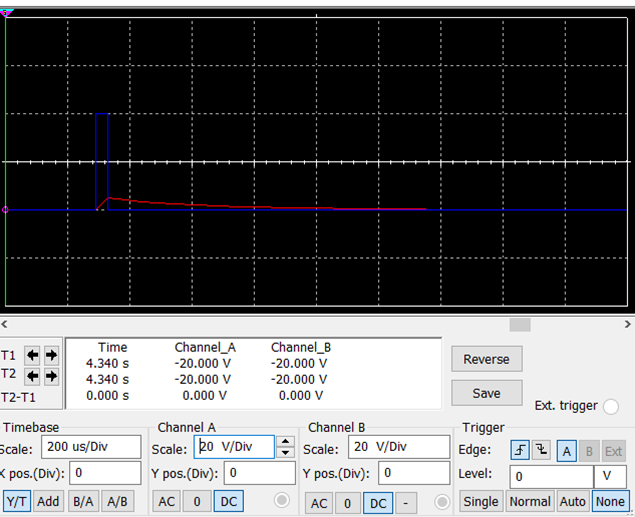 Time Channel_A Channel_B
T1 4.340 s -20.000 V -20.000 V
T2 4.340 s -20.000 V -20.000 V
T2-T1 0.000 s 0.000 V 0.000 V
Reverse
Save
Ext. trigger
Timebase
Scale: 200 us/Div
X pos.(Div): 0
Y/T Add B/A A/B
Channel A
Scale: 20 V/Div
Y pos.(Div): 0
AC 0 DC
Channel B
Scale: 20 V/Div
Y pos.(Div): 0
AC 0 DC -
Trigger
Edge: A B Ext
Level: 0 V
Single Normal Auto None